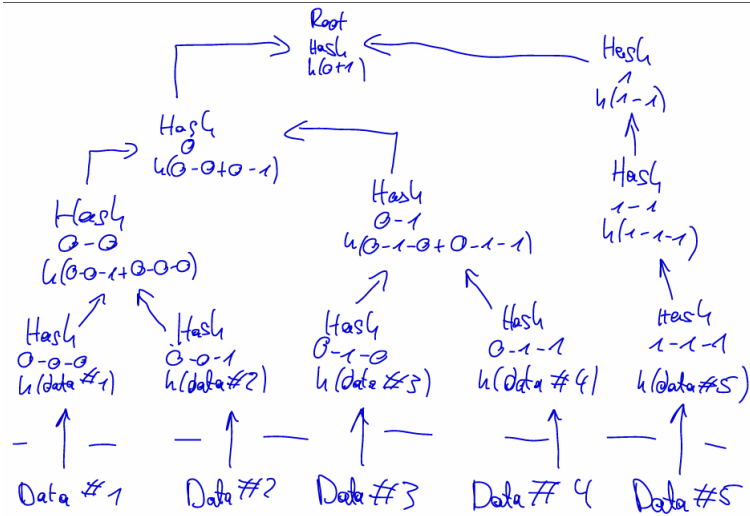 Root
Hash
h(0+1)
Hash
1
h(1-1)
Hash
0
h(0-0+0-1)
Hash
1-1
h(1-1-1)
Hash
0-0
h(0-0-1+0-0-0)
Hash
0-1
h(0-1-0+0-1-1)
Hash
0-0-0
h(data#1)
Hash
0-0-1
h(data#2)
Hash
0-1-0
h(data #3)
Hash
0-1-1
h(data #4)
Hash
1-1-1
h(data#5)
Data #1
Data#2
Data #3
Data #4
Data#5